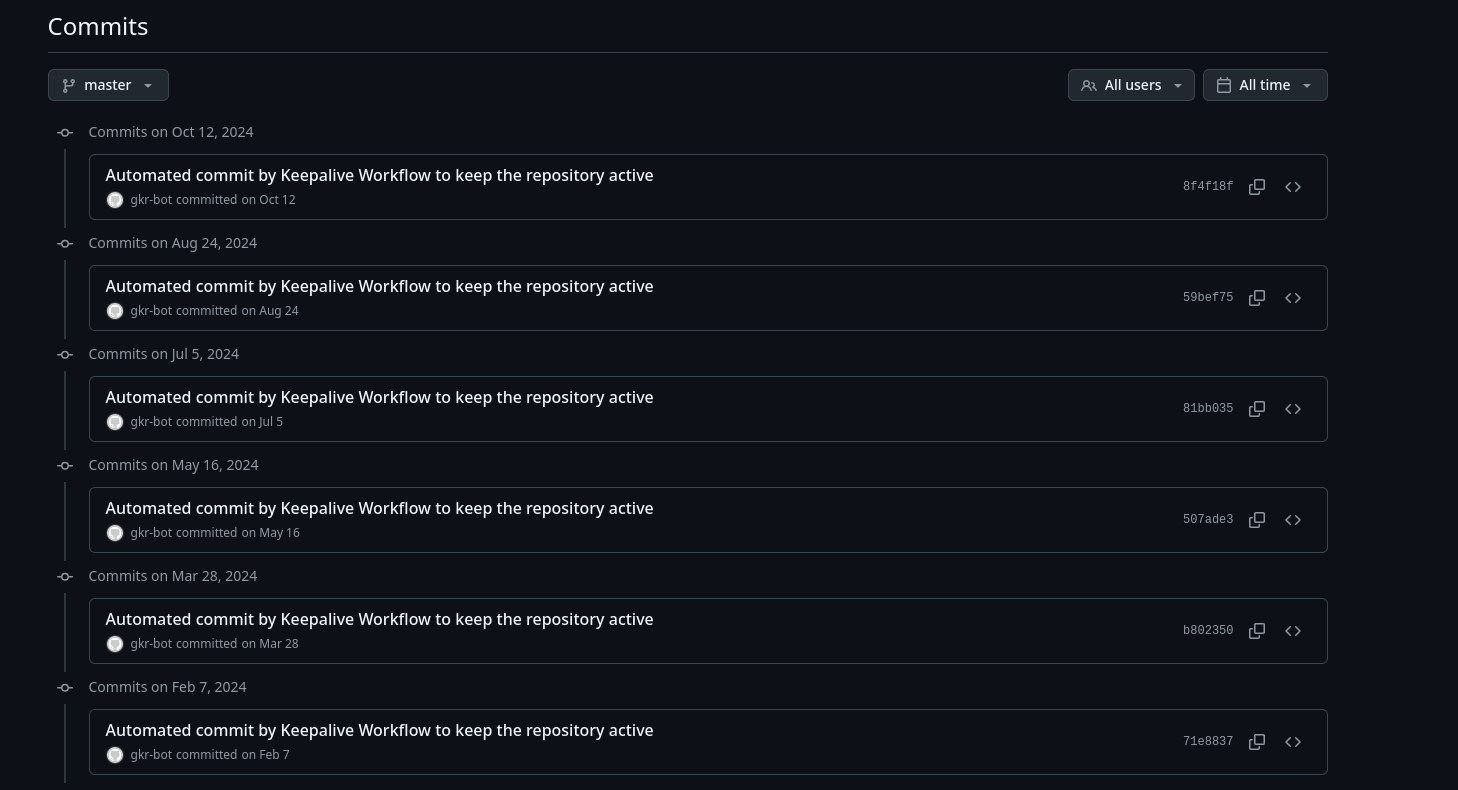 Commits
master
All users
All time
Commits on Oct 12, 2024
Automated commit by Keepalive Workflow to keep the repository active
gkr-bot committed on Oct 12
8f4f18f
Commits on Aug 24, 2024
Automated commit by Keepalive Workflow to keep the repository active
gkr-bot committed on Aug 24
59bef75
Commits on Jul 5, 2024
Automated commit by Keepalive Workflow to keep the repository active
gkr-bot committed on Jul 5
81bb035
Commits on May 16, 2024
Automated commit by Keepalive Workflow to keep the repository active
gkr-bot committed on May 16
507ade3
Commits on Mar 28, 2024
Automated commit by Keepalive Workflow to keep the repository active
gkr-bot committed on Mar 28
b802350
Commits on Feb 7, 2024
Automated commit by Keepalive Workflow to keep the repository active
gkr-bot committed on Feb 7
71e8837